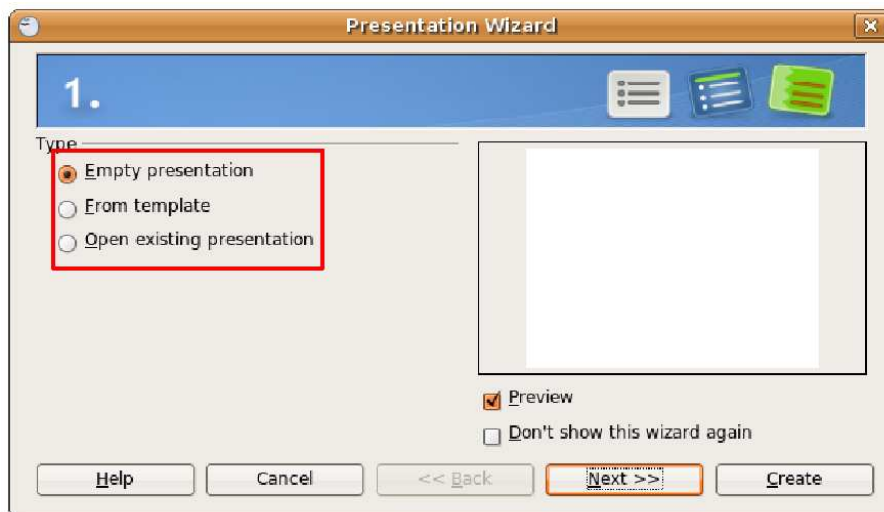 Presentation Wizard
1.
Type
Empty presentation
From template
Open existing presentation
Preview
Don't show this wizard again
Help Cancel << Back Next >> Create